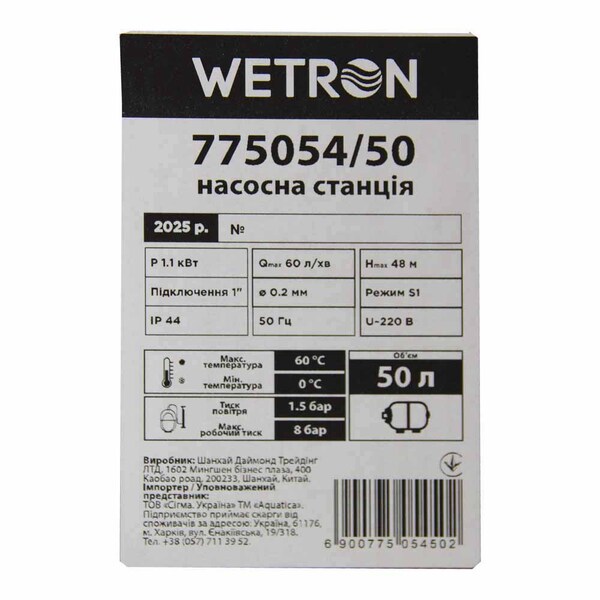 WETRON
775054/50
насосна станція
2025 р. №
P 1.1 кВт Qmax 60 л/хв Hmax 48 м
Підключення 1" ø 0.2 мм Режим S1
IP 44 50 Гц U~220 В
Макс. температура 60 °C
Мін. температура 0 °C
Об'єм
50 л
Тиск повітря 1.5 бар
Макс. робочий тиск 8 бар
Виробник: Шанхай Даймонд Трейдінг
ЛТД, 1602 Мингшен бізнес плаза, 400
Каобао роад, 200233, Шанхай, Китай.
Імпортер / Уповноважений
представник:
ТОВ «Сігма. Україна» ТМ «Aquatica».
Підприємство приймає скарги від
споживачів за адресою: Україна, 61176,
м. Харків, вул. Єнакіївська, 19/318.
Тел. +38 (057) 711 39 52.
6 900775 054502